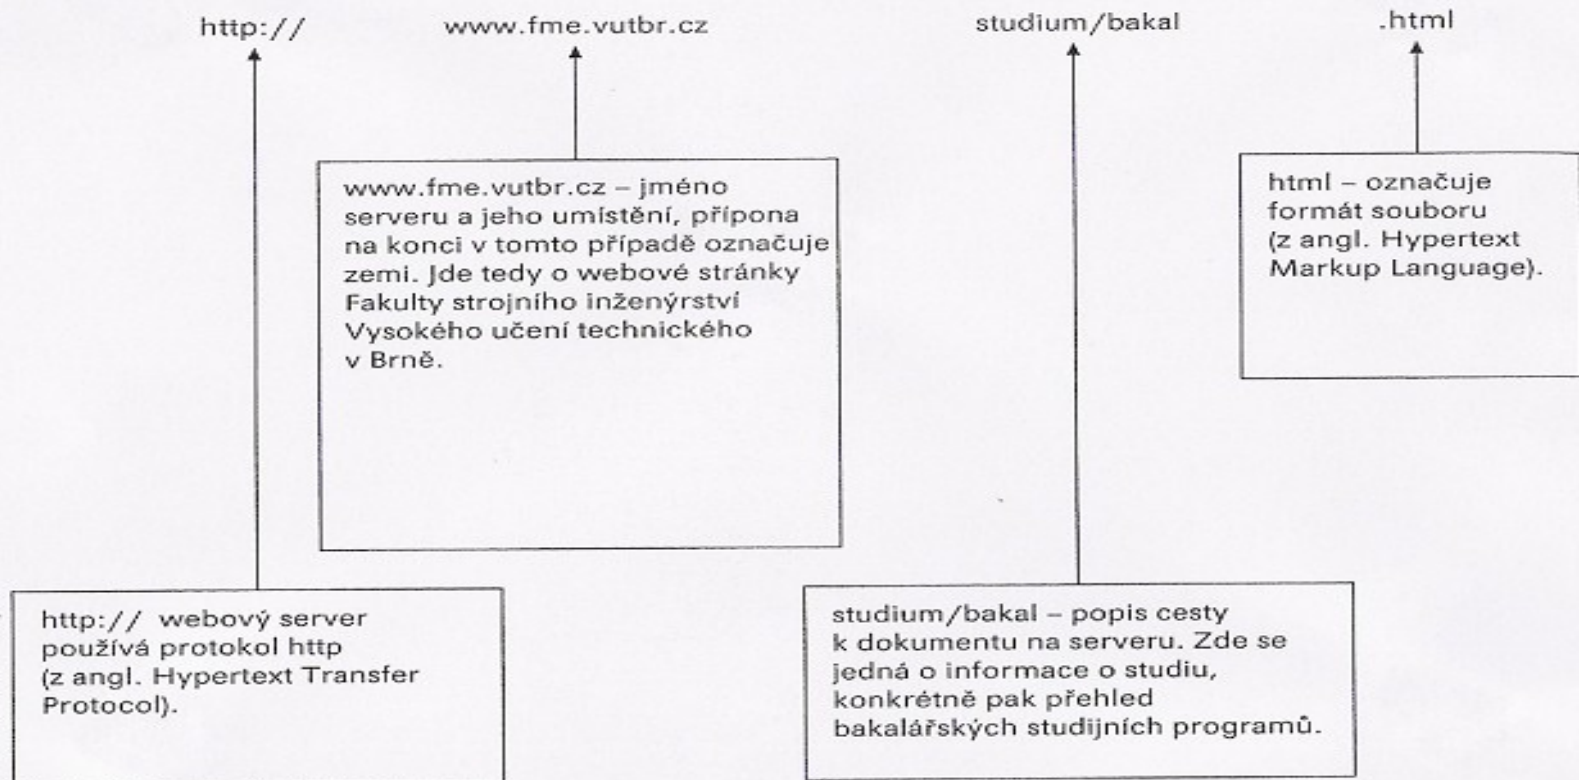 http://
www.fme.vutbr.cz
studium/bakal
.html
www.fme.vutbr.cz – jméno
serveru a jeho umístění, přípona
na konci v tomto případě označuje
zemi. Jde tedy o webové stránky
Fakulty strojního inženýrství
Vysokého učení technického
v Brně.
html – označuje
formát souboru
(z angl. Hypertext
Markup Language).
http:// webový server
používá protokol http
(z angl. Hypertext Transfer
Protocol).
studium/bakal – popis cesty
k dokumentu na serveru. Zde se
jedná o informace o studiu,
konkrétně pak přehled
bakalářských studijních programů.